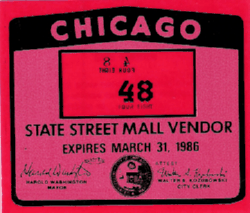 CHICAGO
48
STATE STREET MALL VENDOR
EXPIRES MARCH 31, 1986
HAROLD WASHINGTON
MAYOR
CITY CLERK